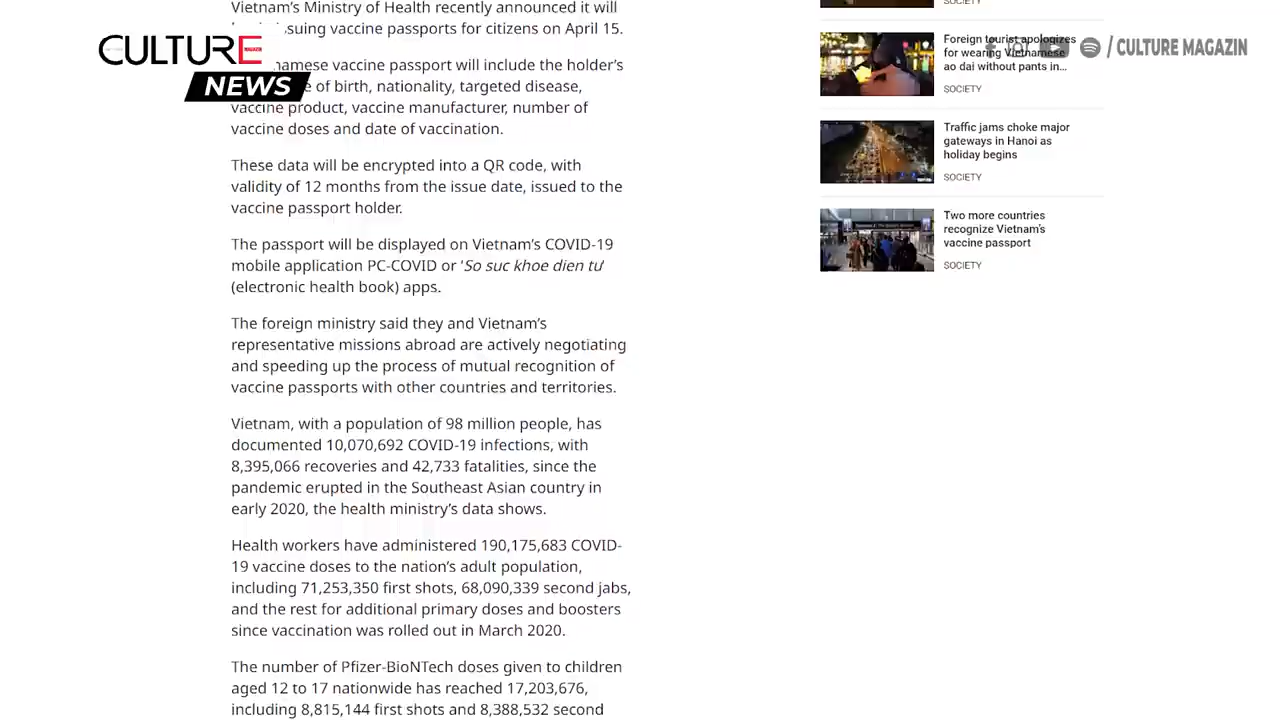 Vietnam’s Ministry of Health recently announced it will
suing vaccine passports for citizens on April 15.
CULTURE
NEWS
namese vaccine passport will include the holder’s
e of birth, nationality, targeted disease,
vaccine product, vaccine manufacturer, number of
vaccine doses and date of vaccination.
These data will be encrypted into a QR code, with
validity of 12 months from the issue date, issued to the
vaccine passport holder.
The passport will be displayed on Vietnam’s COVID-19
mobile application PC-COVID or ‘So suc khoe dien tu’
(electronic health book) apps.
The foreign ministry said they and Vietnam’s
representative missions abroad are actively negotiating
and speeding up the process of mutual recognition of
vaccine passports with other countries and territories.
Vietnam, with a population of 98 million people, has
documented 10,070,692 COVID-19 infections, with
8,395,066 recoveries and 42,733 fatalities, since the
pandemic erupted in the Southeast Asian country in
early 2020, the health ministry’s data shows.
Health workers have administered 190,175,683 COVID-
19 vaccine doses to the nation’s adult population,
including 71,253,350 first shots, 68,090,339 second jabs,
and the rest for additional primary doses and boosters
since vaccination was rolled out in March 2020.
The number of Pfizer-BioNTech doses given to children
aged 12 to 17 nationwide has reached 17,203,676,
including 8,815,144 first shots and 8,388,532 second
SOCIETY
Foreign tourist apologizes
for wearing Vietnamese
ao dai without pants in...
SOCIETY
/ CULTURE MAGAZIN
Traffic jams choke major
gateways in Hanoi as
holiday begins
SOCIETY
Two more countries
recognize Vietnam’s
vaccine passport
SOCIETY